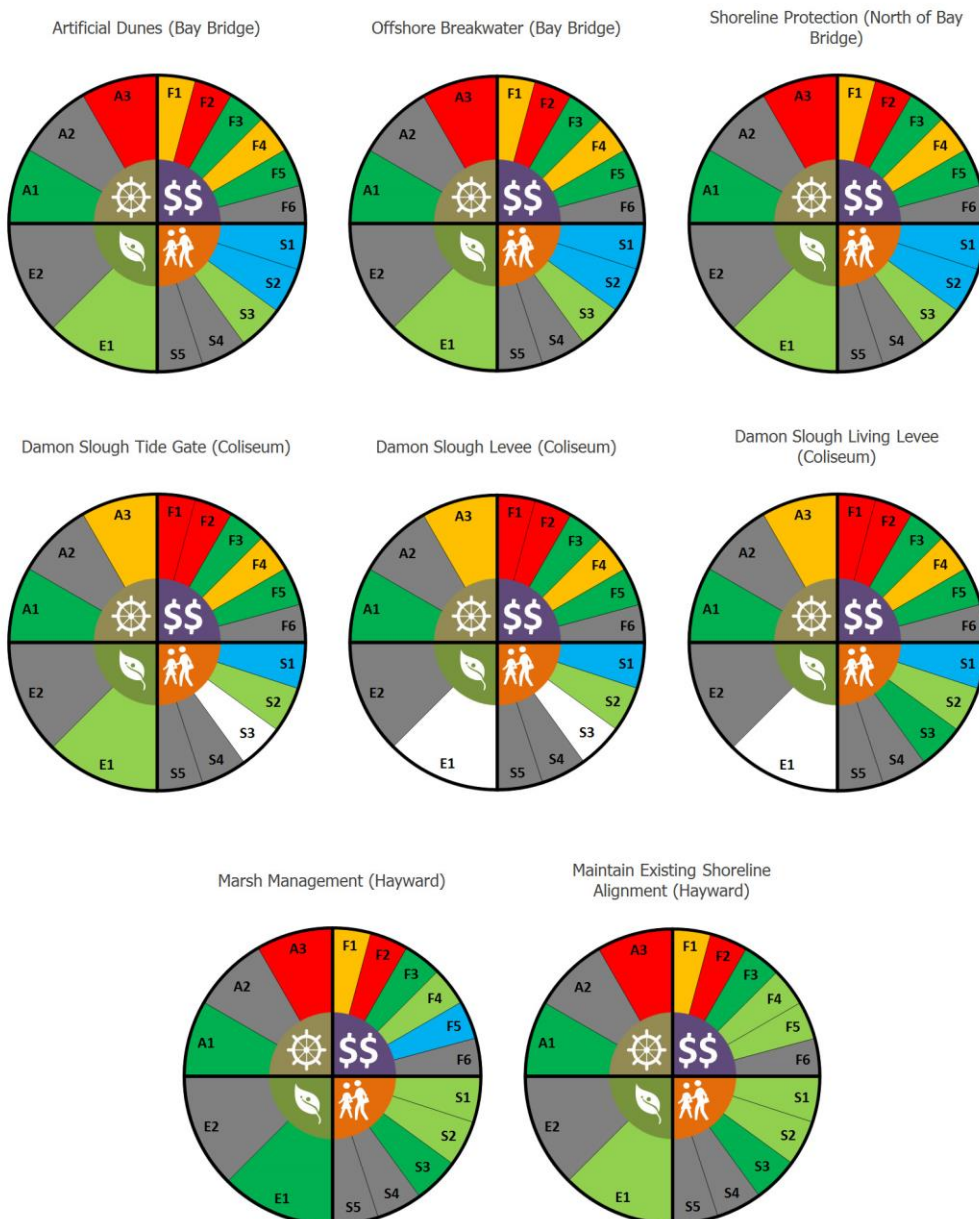 Artificial Dunes (Bay Bridge)
Offshore Breakwater (Bay Bridge)
Shoreline Protection (North of Bay
Bridge)
A3 F1 F2 F3 F4 F5 F6
A2
A1
$$
E2
E1
S1
S2
S3
S4
S5
A3 F1 F2 F3 F4 F5 F6
A2
A1
$$
E2
E1
S1
S2
S3
S4
S5
A3 F1 F2 F3 F4 F5 F6
A2
A1
$$
E2
E1
S1
S2
S3
S4
S5
Damon Slough Tide Gate (Coliseum)
Damon Slough Levee (Coliseum)
Damon Slough Living Levee
(Coliseum)
A3 F1 F2 F3 F4 F5 F6
A2
A1
$$
E2
E1
S1
S2
S3
S4
S5
A3 F1 F2 F3 F4 F5 F6
A2
A1
$$
E2
E1
S1
S2
S3
S4
S5
A3 F1 F2 F3 F4 F5 F6
A2
A1
$$
E2
E1
S1
S2
S3
S4
S5
Marsh Management (Hayward)
Maintain Existing Shoreline
Alignment (Hayward)
A3 F1 F2 F3 F4 F5 F6
A2
A1
$$
E2
E1
S1
S2
S3
S4
S5
A3 F1 F2 F3 F4 F5 F6
A2
A1
$$
E2
E1
S1
S2
S3
S4
S5